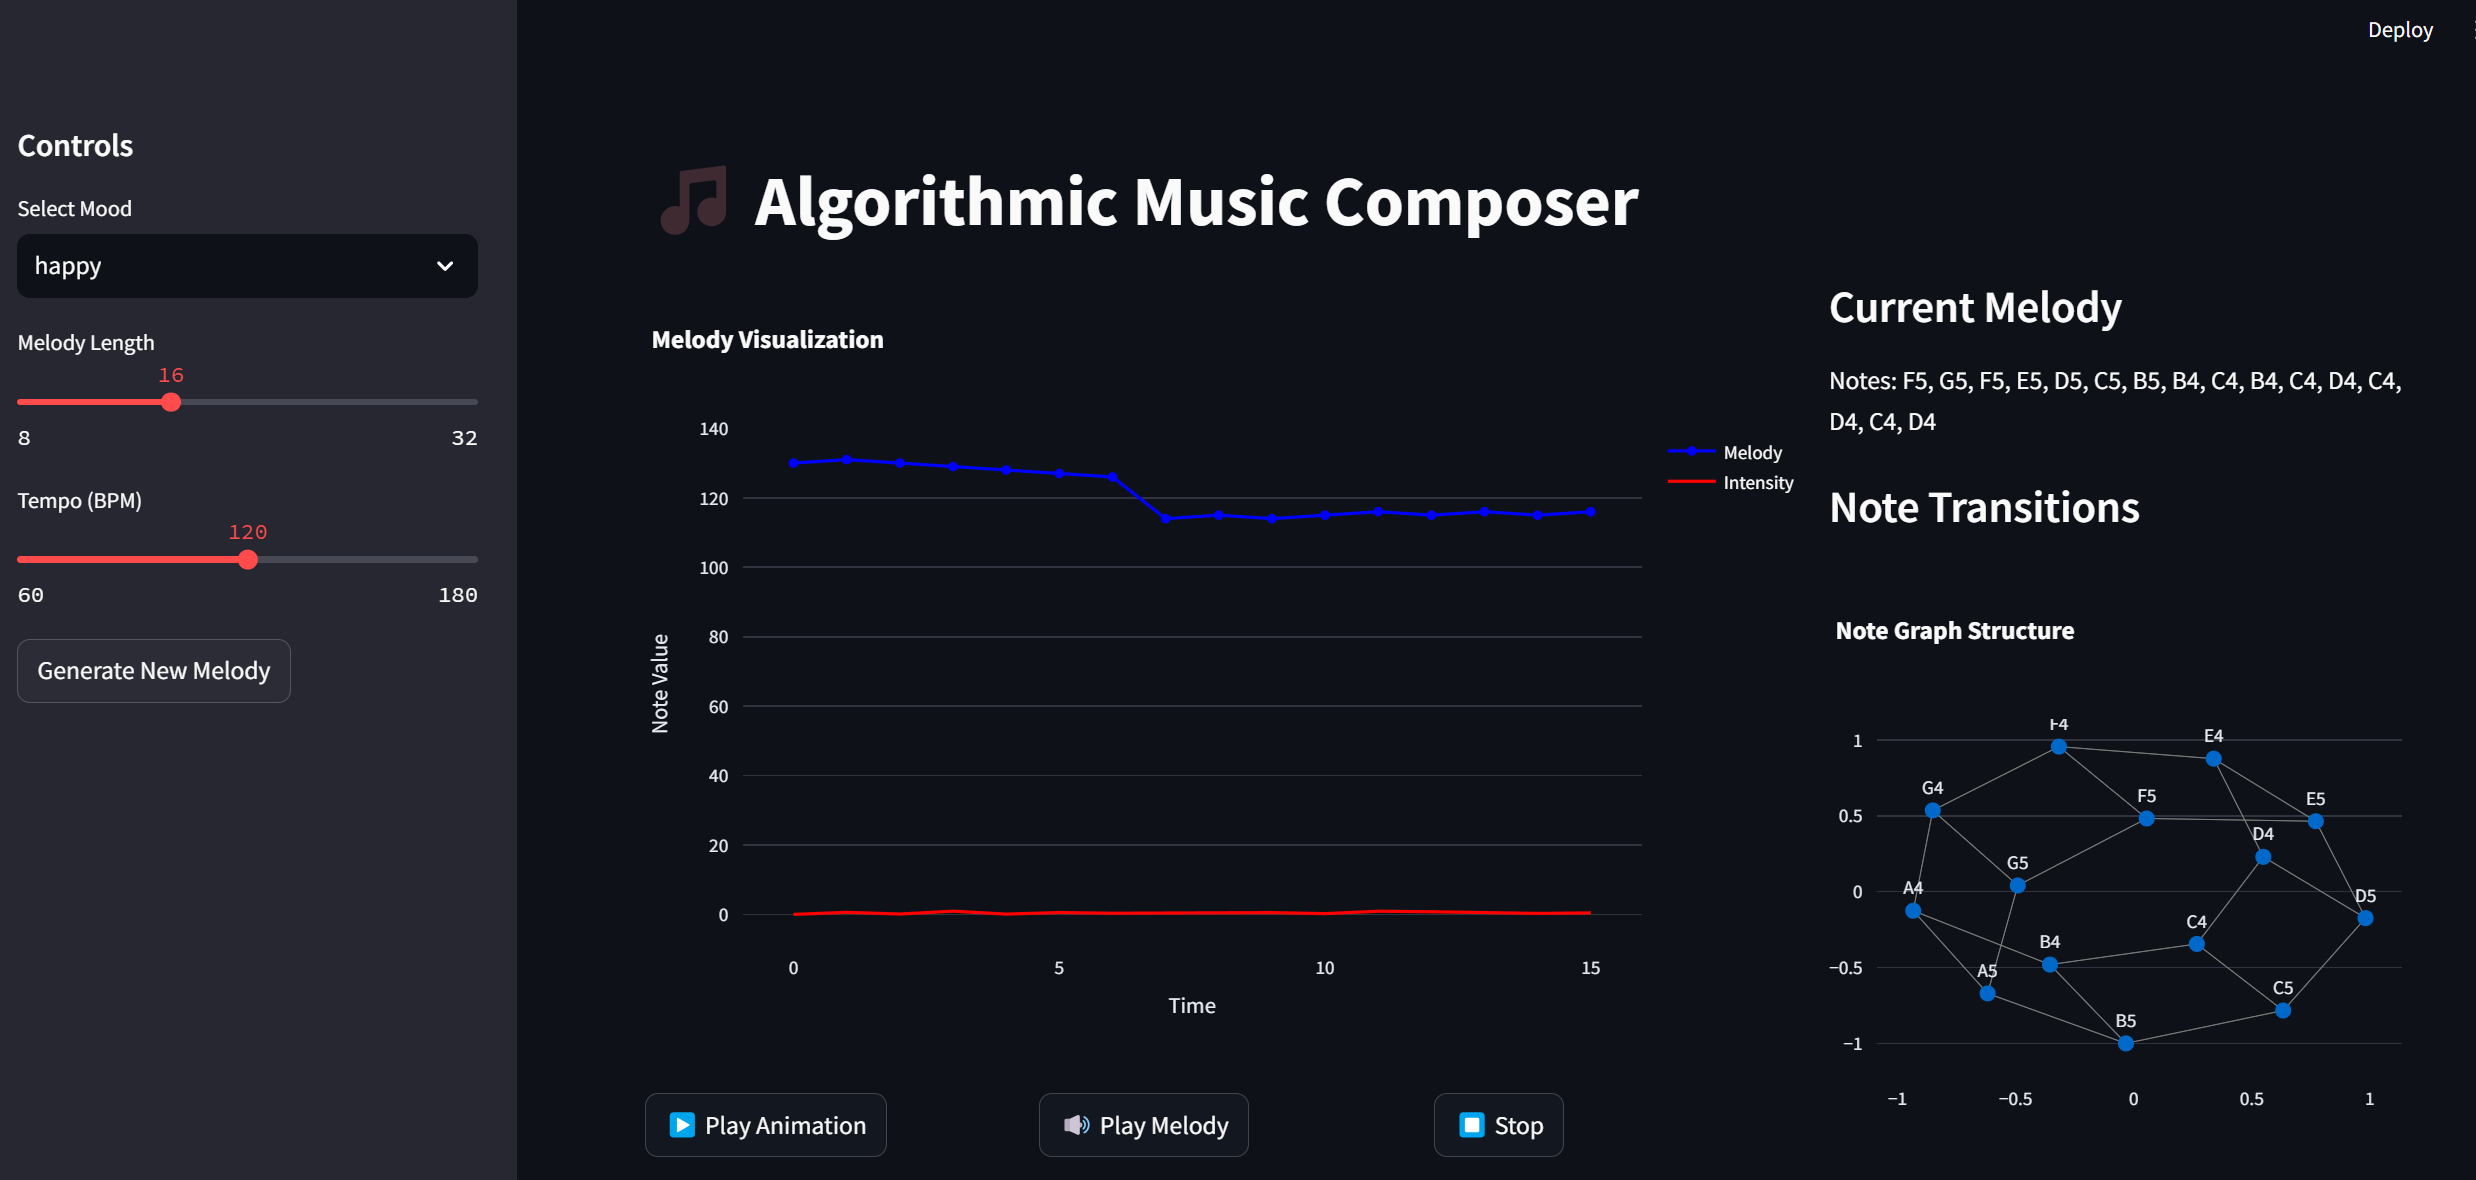 Deploy
Controls
Select Mood
happy
Melody Length
16
8 32
Tempo (BPM)
120
60 180
Generate New Melody
Algorithmic Music Composer
Melody Visualization
140
120
100
80
60
40
20
0
Note Value
0 5 10 15
Time
Melody
Intensity
Play Animation
Play Melody
Stop
Current Melody
Notes: F5, G5, F5, E5, D5, C5, B5, B4, C4, B4, C4, D4, C4,
D4, C4, D4
Note Transitions
Note Graph Structure
1
0.5
0
−0.5
−1
F4
E4
G4
F5
E5
D4
G5
A4
D5
C4
B4
A5
C5
B5
−1 −0.5 0 0.5 1